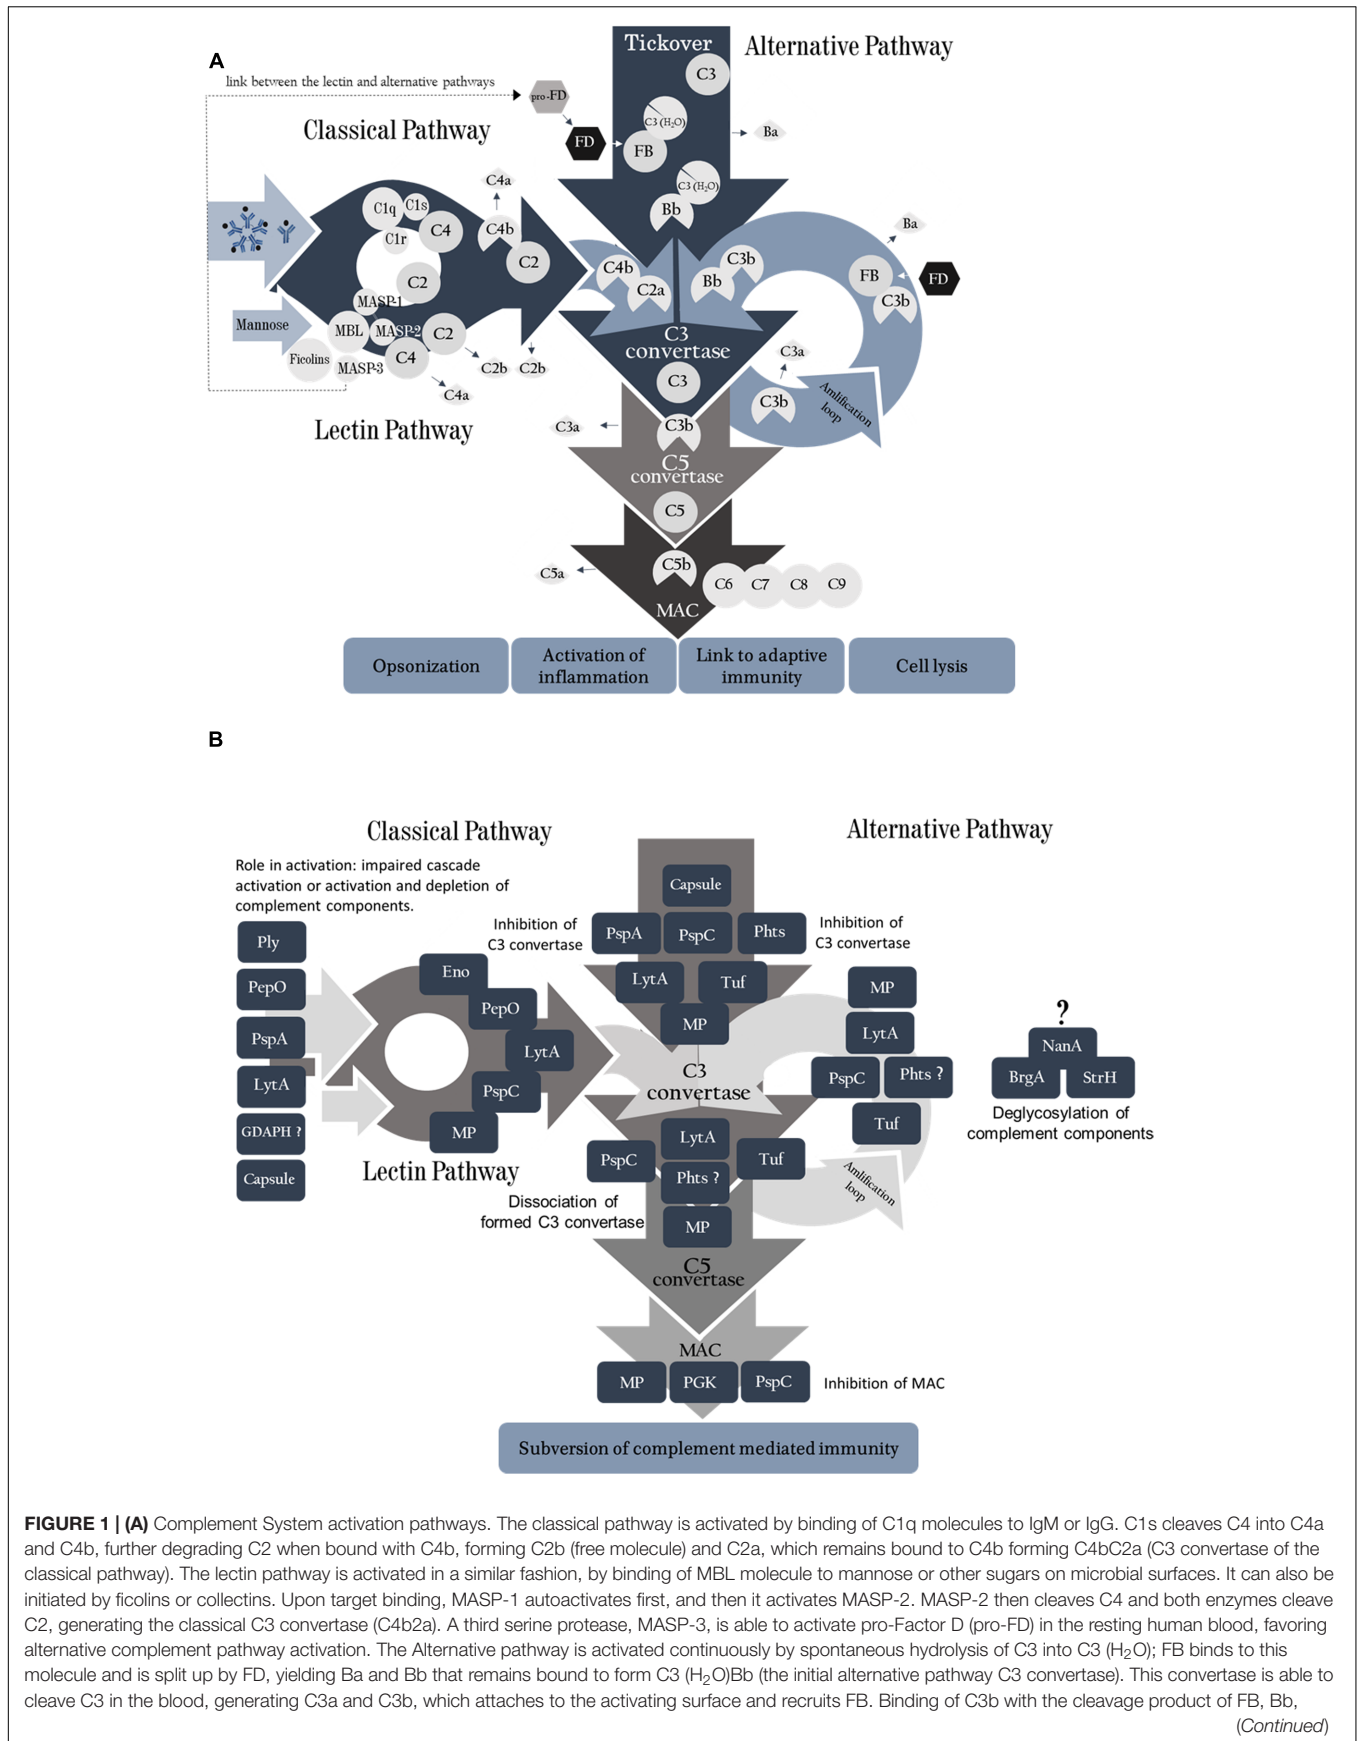 A
Tickover
Alternative Pathway
C3
link between the lectin and alternative pathways
pro-FD
C3 (H₂O)
Classical Pathway
FD
FB
Ba
C3 (H₂O)
Bb
C4a
C1q
C1s
C4
C1r
C4b
C2
C2
C4b
C2a
C3b
Bb
Ba
FB
FD
C3b
MASP-1
Mannose
MBL
MASP-2
C2
Ficolins
MASP-3
C4
C2b
C2b
C4a
C3
convertase
C3
C3a
C3b
Amlification
loop
Lectin Pathway
C3a
C3b
C5
convertase
C5
C5a
C5b
C6
C7
C8
C9
MAC
Opsonization
Activation of
inflammation
Link to adaptive
immunity
Cell lysis
B
Classical Pathway
Alternative Pathway
Role in activation: impaired cascade
activation or activation and depletion of
complement components.
Capsule
Inhibition of
C3 convertase
PspA
PspC
Phts
Inhibition of
C3 convertase
Ply
PepO
PspA
LytA
GDAPH ?
Capsule
Eno
PepO
LytA
PspC
MP
LytA
Tuf
MP
MP
LytA
PspC
Phts ?
Tuf
?
NanA
BrgA
StrH
Deglycosylation of
complement components
C3
convertase
Lectin Pathway
LytA
PspC
Tuf
Phts ?
MP
Dissociation of
formed C3 convertase
Amlification
loop
C5
convertase
MAC
MP
PGK
PspC
Inhibition of MAC
Subversion of complement mediated immunity
FIGURE 1 | (A) Complement System activation pathways. The classical pathway is activated by binding of C1q molecules to IgM or IgG. C1s cleaves C4 into C4a
and C4b, further degrading C2 when bound with C4b, forming C2b (free molecule) and C2a, which remains bound to C4b forming C4bC2a (C3 convertase of the
classical pathway). The lectin pathway is activated in a similar fashion, by binding of MBL molecule to mannose or other sugars on microbial surfaces. It can also be
initiated by ficolins or collectins. Upon target binding, MASP-1 autoactivates first, and then it activates MASP-2. MASP-2 then cleaves C4 and both enzymes cleave
C2, generating the classical C3 convertase (C4b2a). A third serine protease, MASP-3, is able to activate pro-Factor D (pro-FD) in the resting human blood, favoring
alternative complement pathway activation. The Alternative pathway is activated continuously by spontaneous hydrolysis of C3 into C3 (H₂O); FB binds to this
molecule and is split up by FD, yielding Ba and Bb that remains bound to form C3 (H₂O)Bb (the initial alternative pathway C3 convertase). This convertase is able to
cleave C3 in the blood, generating C3a and C3b, which attaches to the activating surface and recruits FB. Binding of C3b with the cleavage product of FB, Bb,
(Continued)